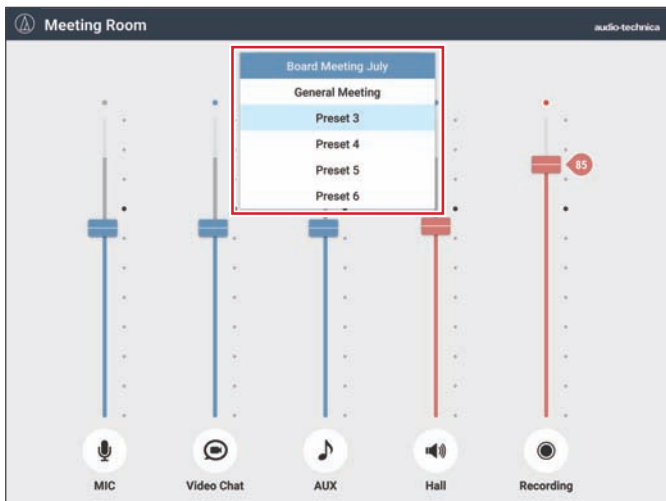 Meeting Room
audio-technica
Board Meeting July
General Meeting
Preset 3
Preset 4
Preset 5
Preset 6
85
MIC
Video Chat
AUX
Hall
Recording